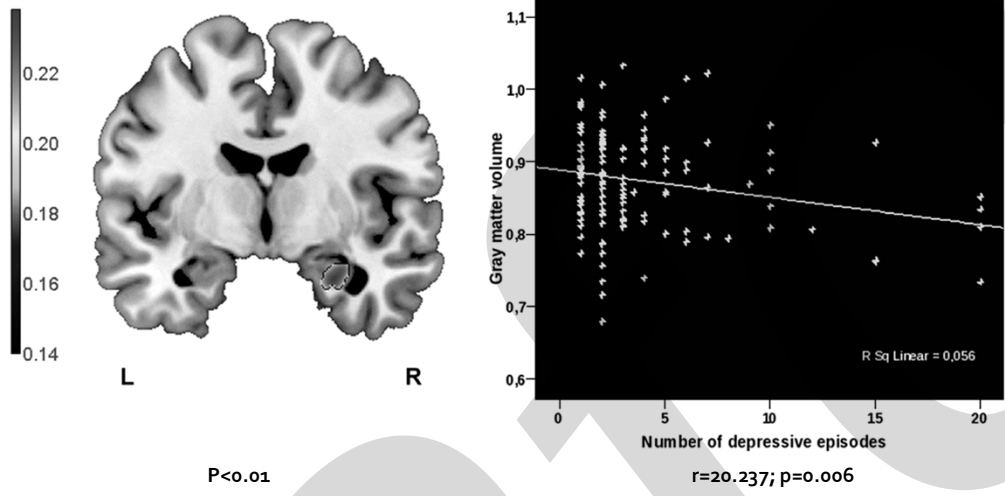 0.22
0.20
0.18
0.16
0.14
L
R
P<0.01
1,1
1,0
0,9
0,8
0,7
0,6
Gray matter volume
R Sq Linear = 0,056
0
5
10
15
20
Number of depressive episodes
r=20.237; p=0.006